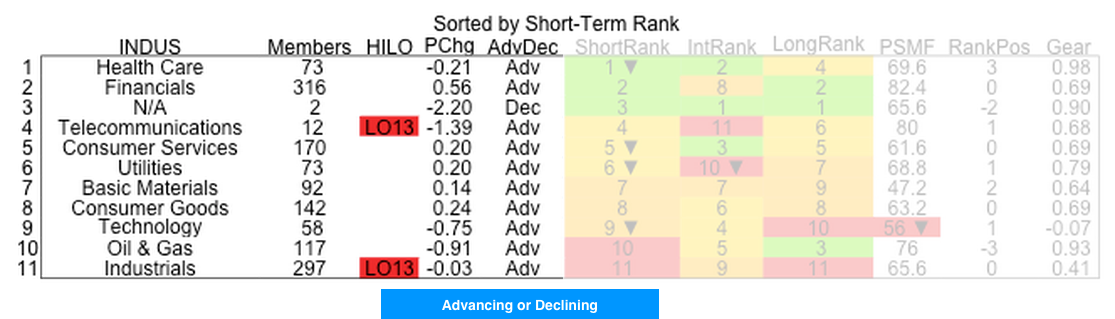 Sorted by Short-Term Rank
INDUS Members HILO PChg AdvDec ShortRank IntRank LongRank PSMF RankPos Gear
1 Health Care 73 -0.21 Adv 1 ▼ 2 4 69.6 3 0.98
2 Financials 316 0.56 Adv 2 8 2 82.4 0 0.69
3 N/A 2 -2.20 Dec 3 1 1 65.6 -2 0.90
4 Telecommunications 12 LO13 -1.39 Adv 4 11 6 80 1 0.68
5 Consumer Services 170 0.20 Adv 5 ▼ 3 5 61.6 0 0.69
6 Utilities 73 0.20 Adv 6 ▼ 10 ▼ 7 68.8 1 0.79
7 Basic Materials 92 0.14 Adv 7 7 9 47.2 2 0.64
8 Consumer Goods 142 0.24 Adv 8 6 8 63.2 0 0.69
9 Technology 58 -0.75 Adv 9 ▼ 4 10 56 ▼ 1 -0.07
10 Oil & Gas 117 -0.91 Adv 10 5 3 76 -3 0.93
11 Industrials 297 LO13 -0.03 Adv 11 9 11 65.6 0 0.41
Advancing or Declining